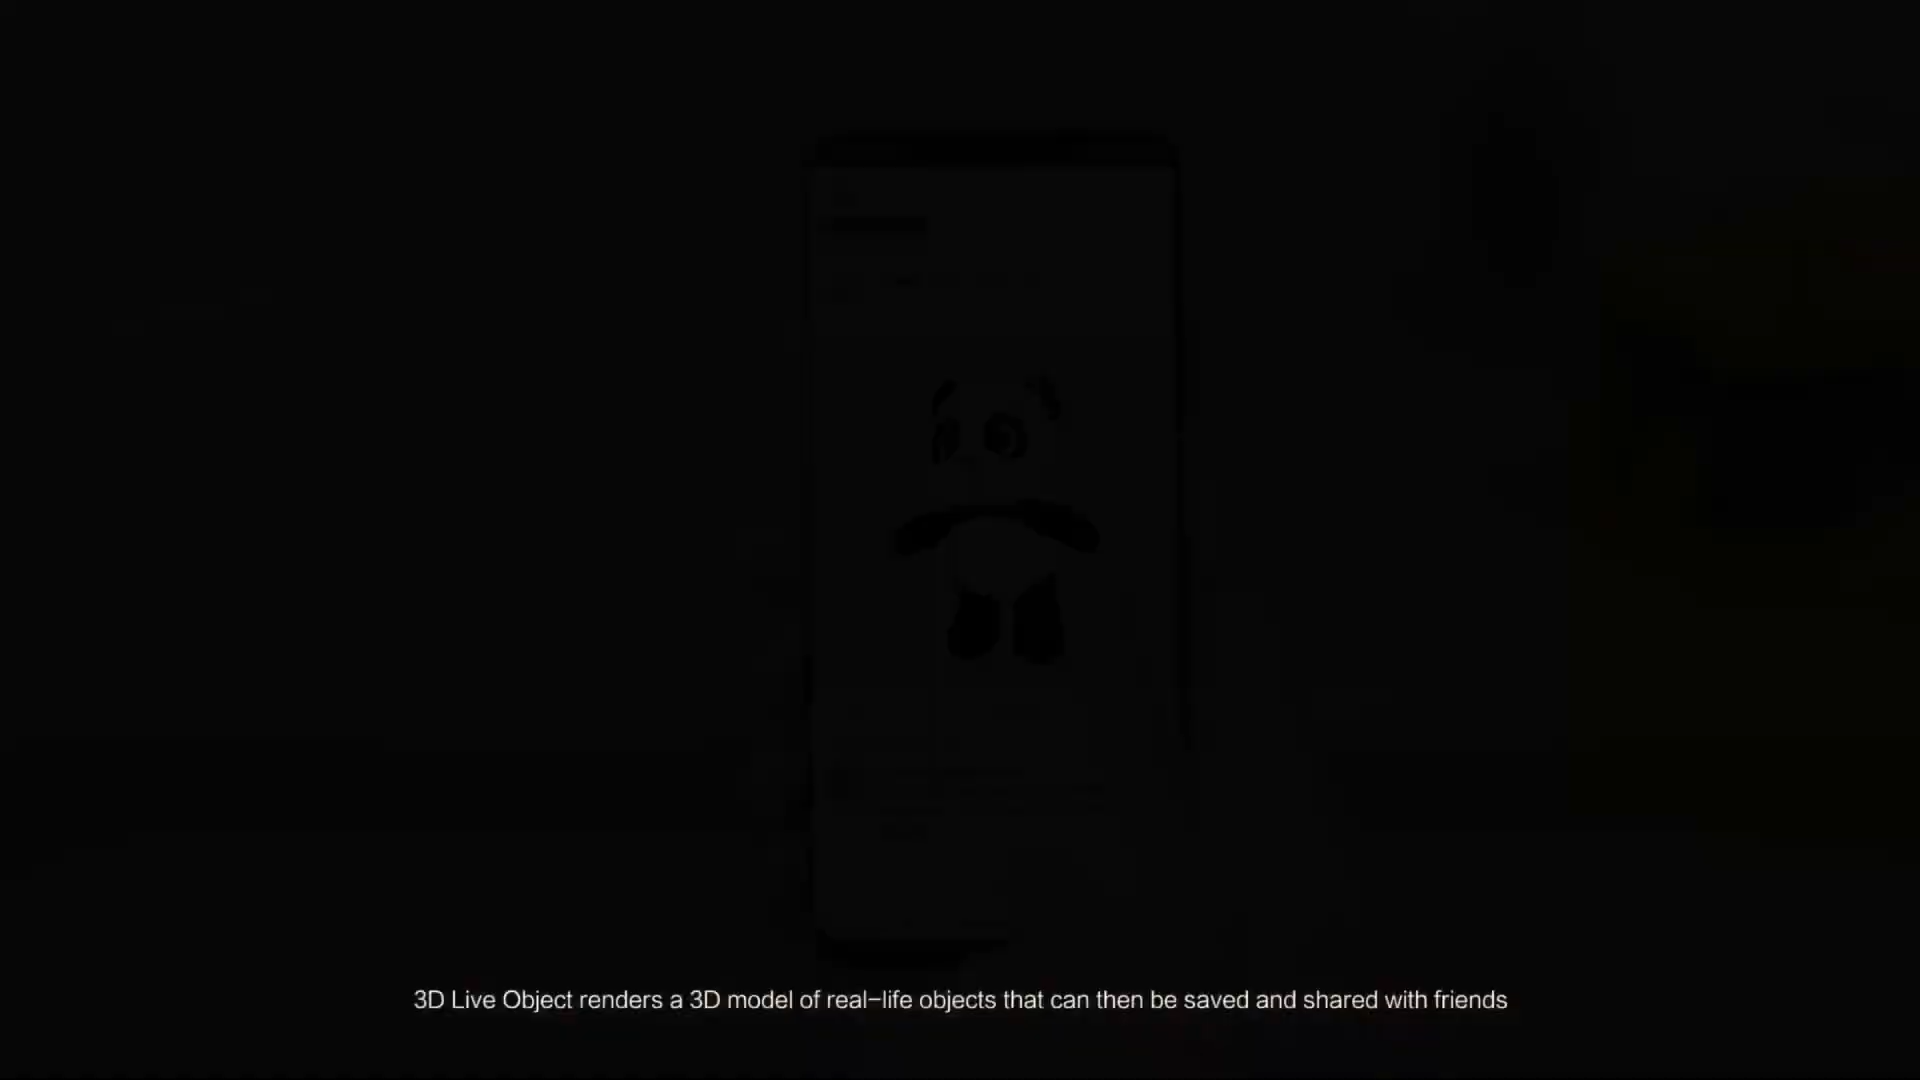 3D Live Object renders a 3D model of real-life objects that can then be saved and shared with friends